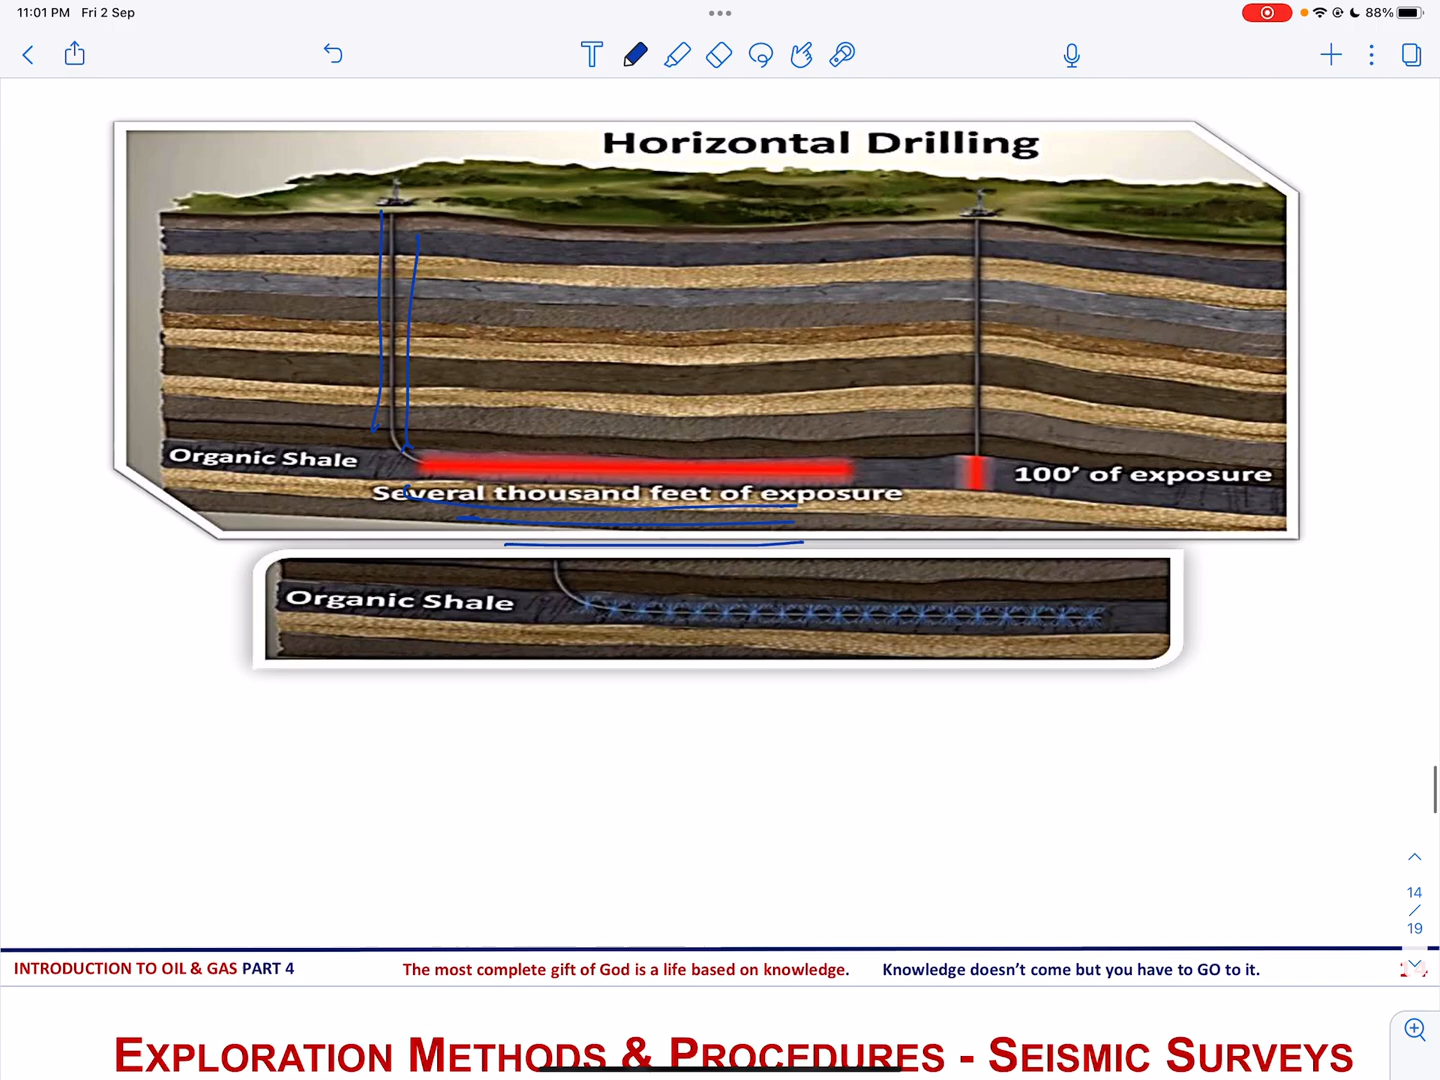 11:01 PM Fri 2 Sep
88%
Horizontal Drilling
Organic Shale
100' of exposure
Several thousand feet of exposure
Organic Shale
14
/
19
INTRODUCTION TO OIL & GAS PART 4 The most complete gift of God is a life based on knowledge. Knowledge doesn't come but you have to GO to it.
EXPLORATION METHODS & PROCEDURES - SEISMIC SURVEYS